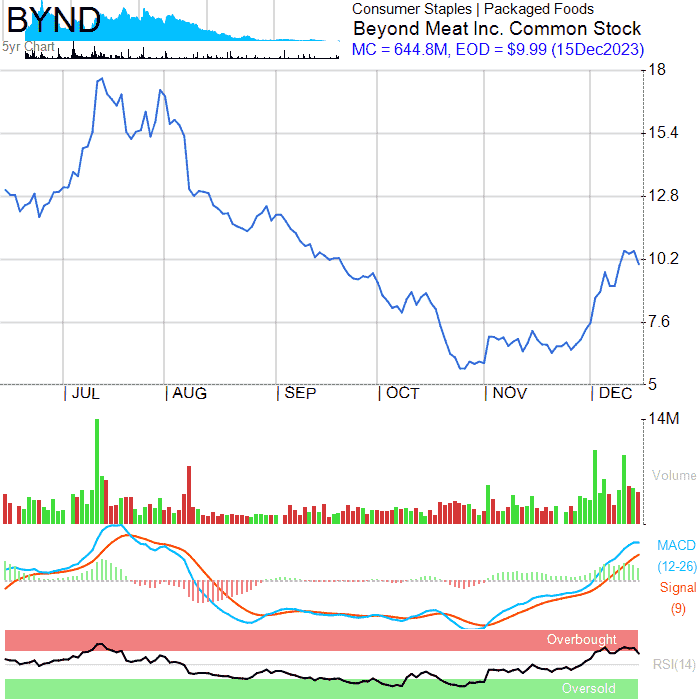 BYND
5yr Chart
Consumer Staples | Packaged Foods
Beyond Meat Inc. Common Stock
MC = 644.8M, EOD = $9.99 (15Dec2023)
18
15.4
12.8
10.2
7.6
5
JUL AUG SEP OCT NOV DEC
14M
Volume
MACD
(12-26)
Signal
(9)
Overbought
RSI(14)
Oversold